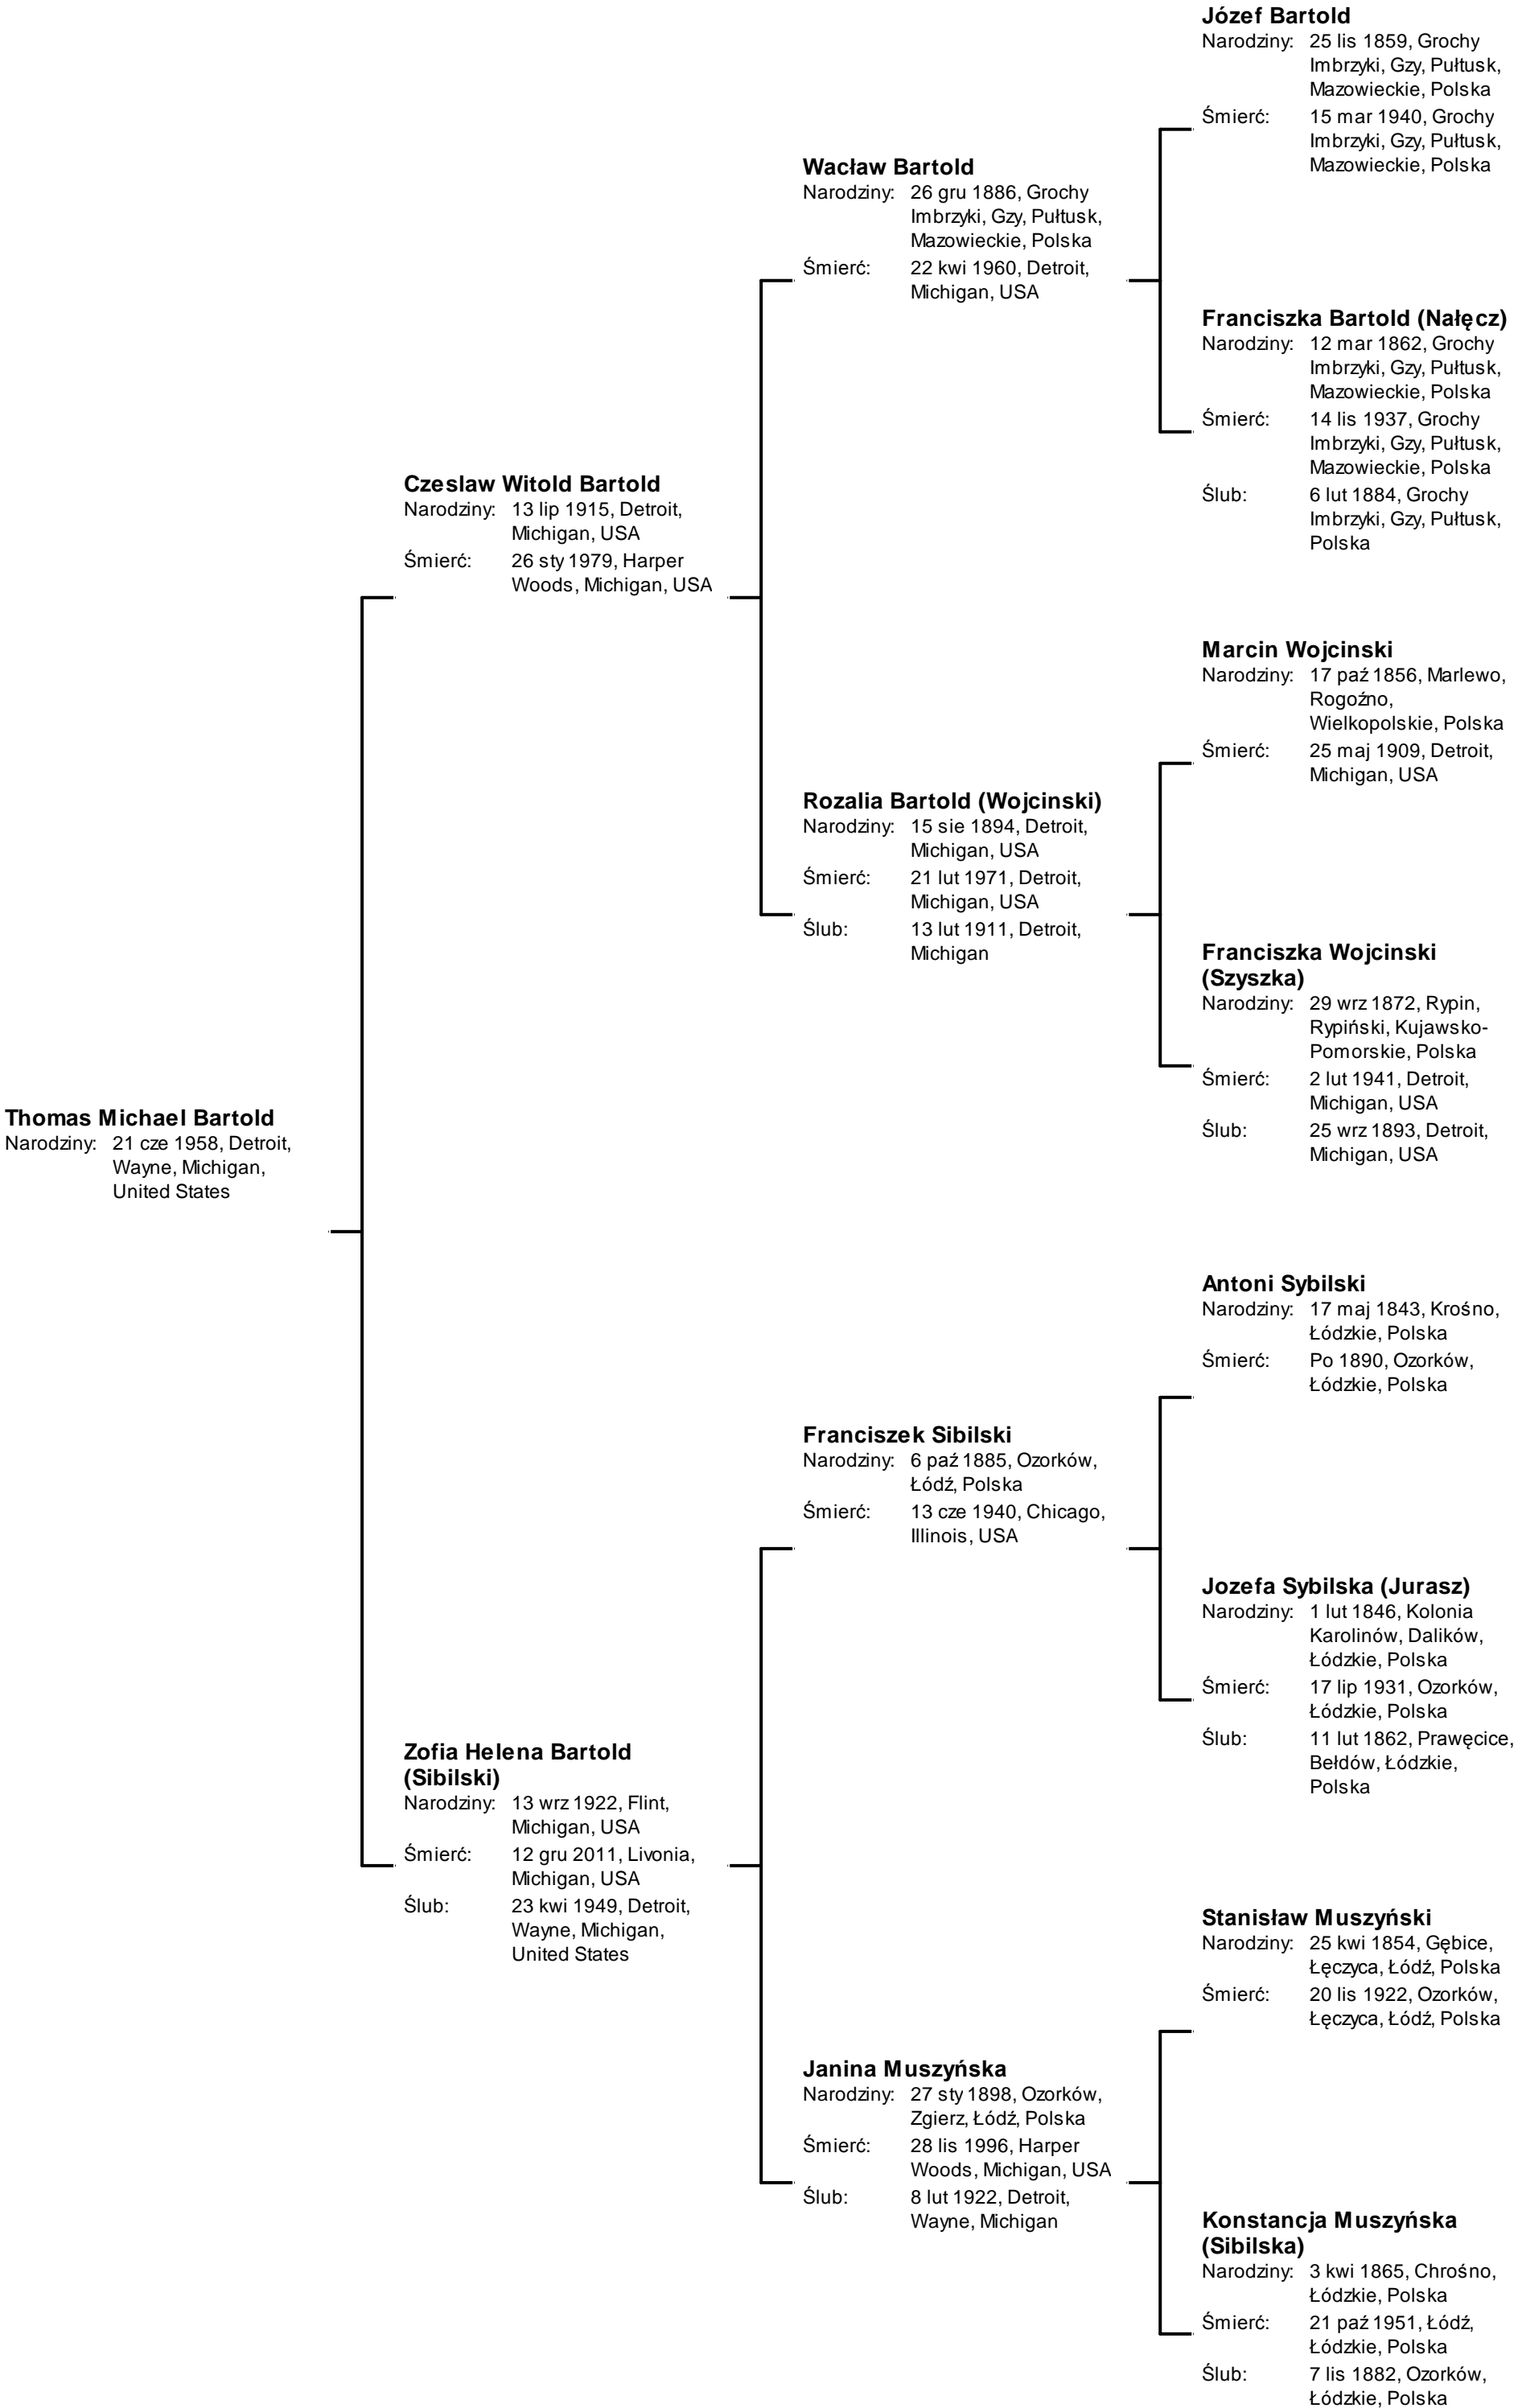 Józef Bartold
Narodziny: 25 lis 1859, Grochy
Imbrzyki, Gzy, Pułtusk,
Mazowieckie, Polska
Śmierć: 15 mar 1940, Grochy
Imbrzyki, Gzy, Pułtusk,
Mazowieckie, Polska
Wacław Bartold
Narodziny: 26 gru 1886, Grochy
Imbrzyki, Gzy, Pułtusk,
Mazowieckie, Polska
Śmierć: 22 kwi 1960, Detroit,
Michigan, USA
Franciszka Bartold (Nałęcz)
Narodziny: 12 mar 1862, Grochy
Imbrzyki, Gzy, Pułtusk,
Mazowieckie, Polska
Śmierć: 14 lis 1937, Grochy
Imbrzyki, Gzy, Pułtusk,
Mazowieckie, Polska
Ślub: 6 lut 1884, Grochy
Imbrzyki, Gzy, Pułtusk,
Polska
Czeslaw Witold Bartold
Narodziny: 13 lip 1915, Detroit,
Michigan, USA
Śmierć: 26 sty 1979, Harper
Woods, Michigan, USA
Marcin Wojcinski
Narodziny: 17 paź 1856, Marlewo,
Rogoźno,
Wielkopolskie, Polska
Śmierć: 25 maj 1909, Detroit,
Michigan, USA
Rozalia Bartold (Wojcinski)
Narodziny: 15 sie 1894, Detroit,
Michigan, USA
Śmierć: 21 lut 1971, Detroit,
Michigan, USA
Ślub: 13 lut 1911, Detroit,
Michigan
Franciszka Wojcinski
(Szyszka)
Narodziny: 29 wrz 1872, Rypin,
Rypiński, Kujawsko-
Pomorskie, Polska
Śmierć: 2 lut 1941, Detroit,
Michigan, USA
Ślub: 25 wrz 1893, Detroit,
Michigan, USA
Thomas Michael Bartold
Narodziny: 21 cze 1958, Detroit,
Wayne, Michigan,
United States
Antoni Sybilski
Narodziny: 17 maj 1843, Krośno,
Łódzkie, Polska
Śmierć: Po 1890, Ozorków,
Łódzkie, Polska
Franciszek Sibilski
Narodziny: 6 paź 1885, Ozorków,
Łódź, Polska
Śmierć: 13 cze 1940, Chicago,
Illinois, USA
Jozefa Sybilska (Jurasz)
Narodziny: 1 lut 1846, Kolonia
Karolinów, Dalików,
Łódzkie, Polska
Śmierć: 17 lip 1931, Ozorków,
Łódzkie, Polska
Ślub: 11 lut 1862, Prawęcice,
Bełdów, Łódzkie,
Polska
Zofia Helena Bartold
(Sibilski)
Narodziny: 13 wrz 1922, Flint,
Michigan, USA
Śmierć: 12 gru 2011, Livonia,
Michigan, USA
Ślub: 23 kwi 1949, Detroit,
Wayne, Michigan,
United States
Stanisław Muszyński
Narodziny: 25 kwi 1854, Gębice,
Łęczyca, Łódź, Polska
Śmierć: 20 lis 1922, Ozorków,
Łęczyca, Łódź, Polska
Janina Muszyńska
Narodziny: 27 sty 1898, Ozorków,
Zgierz, Łódź, Polska
Śmierć: 28 lis 1996, Harper
Woods, Michigan, USA
Ślub: 8 lut 1922, Detroit,
Wayne, Michigan
Konstancja Muszyńska
(Sibilska)
Narodziny: 3 kwi 1865, Chrośno,
Łódzkie, Polska
Śmierć: 21 paź 1951, Łódź,
Łódzkie, Polska
Ślub: 7 lis 1882, Ozorków,
Łódzkie, Polska